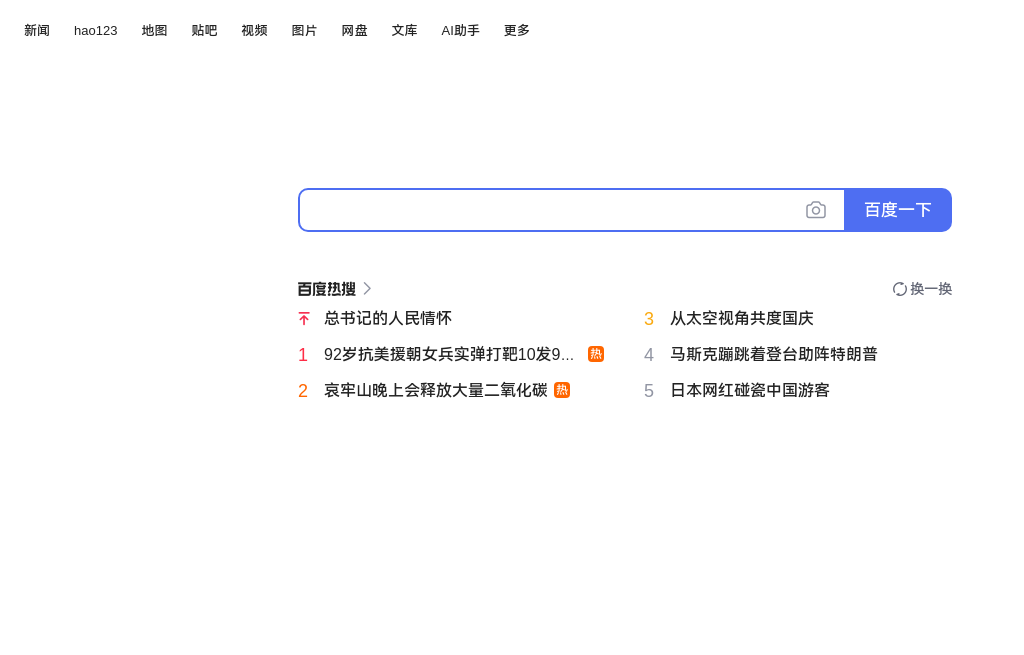 新闻 hao123 地图 贴吧 视频 图片 网盘 文库 AI助手 更多
百度一下
百度热搜 换一换
总书记的人民情怀
1 92岁抗美援朝女兵实弹打靶10发9... 热
2 哀牢山晚上会释放大量二氧化碳 热
3 从太空视角共度国庆
4 马斯克蹦跳着登台助阵特朗普
5 日本网红碰瓷中国游客